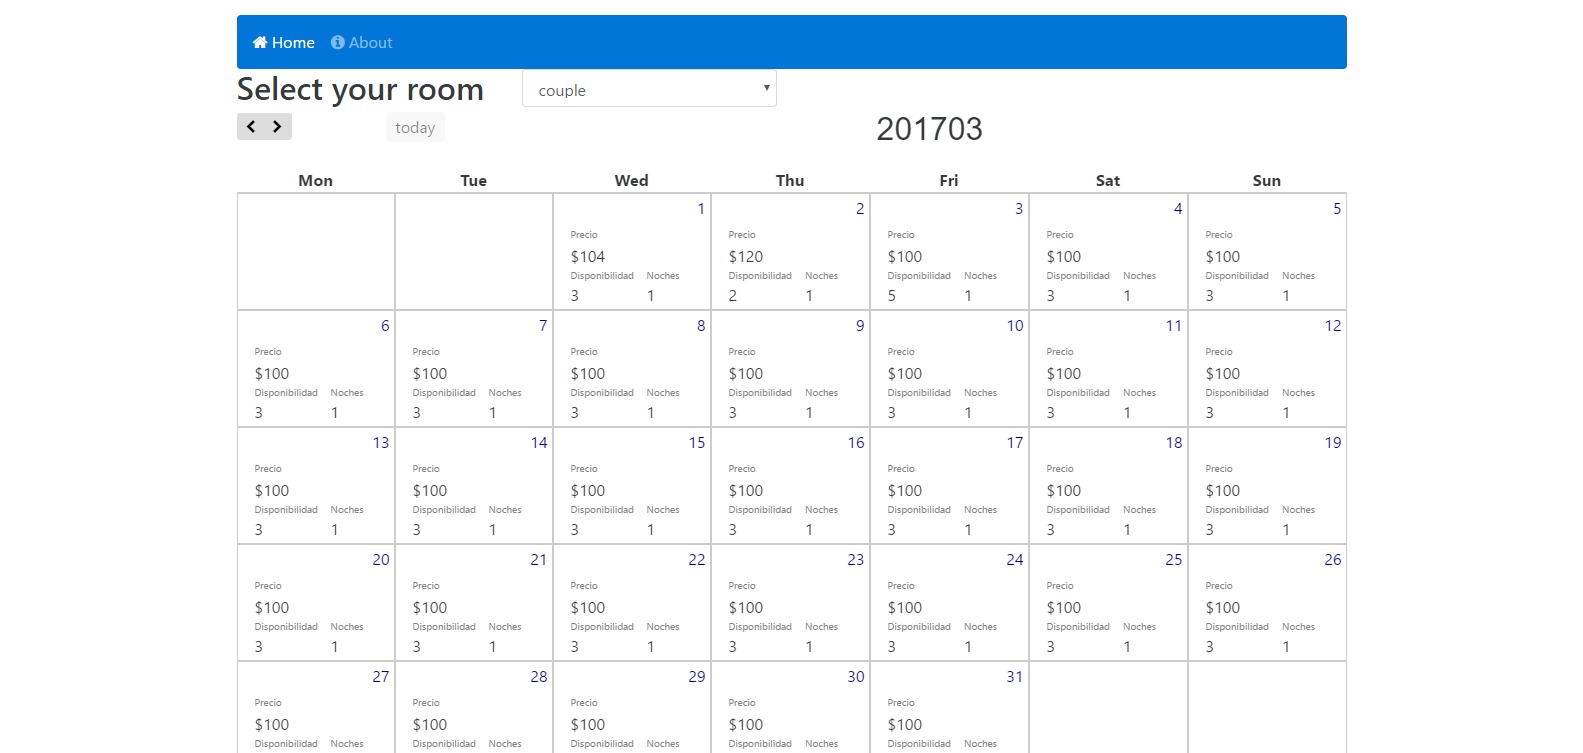 Home About
Select your room couple
today 201703
Mon Tue Wed Thu Fri Sat Sun
1 2 3 4 5
Precio Precio Precio Precio Precio
$104 $120 $100 $100 $100
Disponibilidad Noches Disponibilidad Noches Disponibilidad Noches Disponibilidad Noches Disponibilidad Noches
3 1 2 1 5 1 3 1 3 1
6 7 8 9 10 11 12
Precio Precio Precio Precio Precio Precio Precio
$100 $100 $100 $100 $100 $100 $100
Disponibilidad Noches Disponibilidad Noches Disponibilidad Noches Disponibilidad Noches Disponibilidad Noches Disponibilidad Noches Disponibilidad Noches
3 1 3 1 3 1 3 1 3 1 3 1 3 1
13 14 15 16 17 18 19
Precio Precio Precio Precio Precio Precio Precio
$100 $100 $100 $100 $100 $100 $100
Disponibilidad Noches Disponibilidad Noches Disponibilidad Noches Disponibilidad Noches Disponibilidad Noches Disponibilidad Noches Disponibilidad Noches
3 1 3 1 3 1 3 1 3 1 3 1 3 1
20 21 22 23 24 25 26
Precio Precio Precio Precio Precio Precio Precio
$100 $100 $100 $100 $100 $100 $100
Disponibilidad Noches Disponibilidad Noches Disponibilidad Noches Disponibilidad Noches Disponibilidad Noches Disponibilidad Noches Disponibilidad Noches
3 1 3 1 3 1 3 1 3 1 3 1 3 1
27 28 29 30 31
Precio Precio Precio Precio Precio
$100 $100 $100 $100 $100
Disponibilidad Noches Disponibilidad Noches Disponibilidad Noches Disponibilidad Noches Disponibilidad Noches